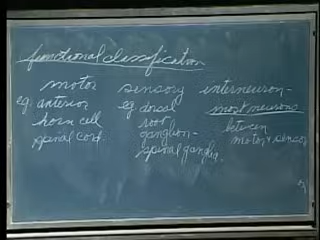 functional classification
motor sensory interneuron-
eg. anterior eg. dorsal most neurons
horn cell root between
spinal cord. ganglion- motor & sensory
spinal ganglia.